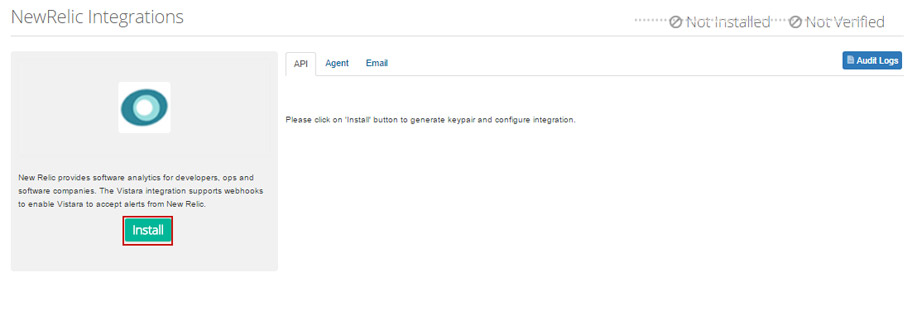 NewRelic Integrations
Not Installed Not Verified
API Agent Email Audit Logs
Please click on 'Install' button to generate keypair and configure integration.
New Relic provides software analytics for developers, ops and
software companies. The Vistara integration supports webhooks
to enable Vistara to accept alerts from New Relic.
Install